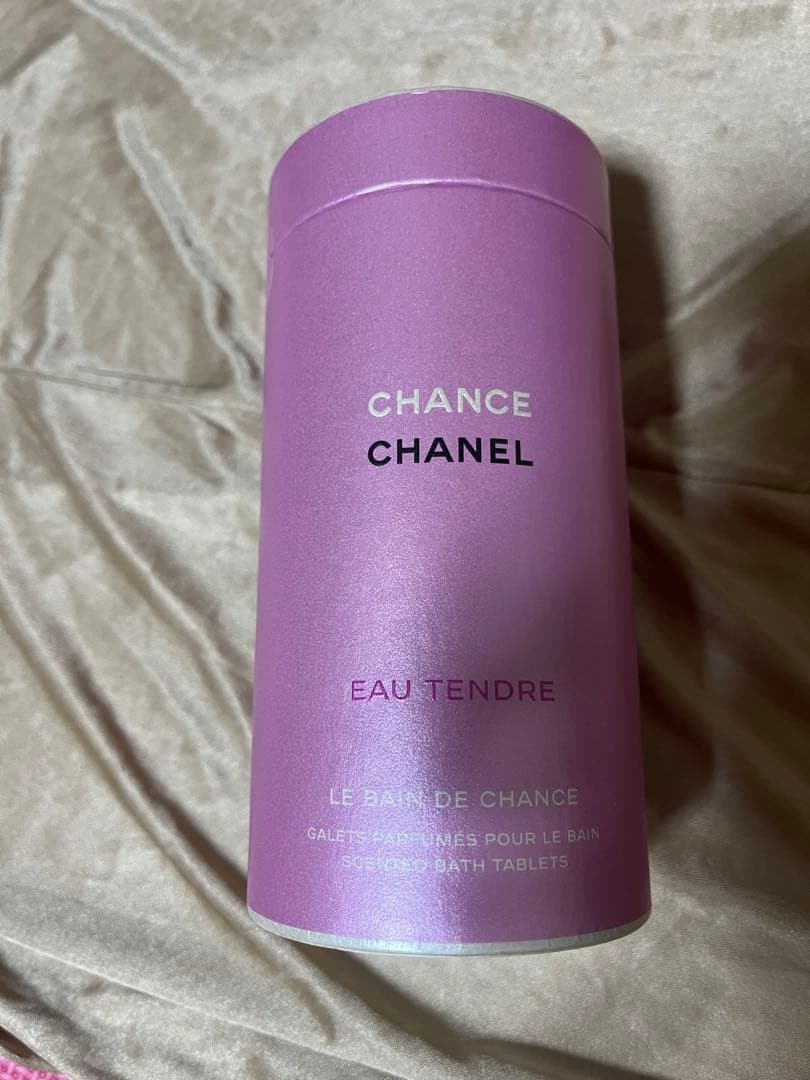 CHANCE
CHANEL
EAU TENDRE
LE BAIN DE CHANCE
GALETS PARFUMÉS POUR LE BAIN
SCENTED BATH TABLETS